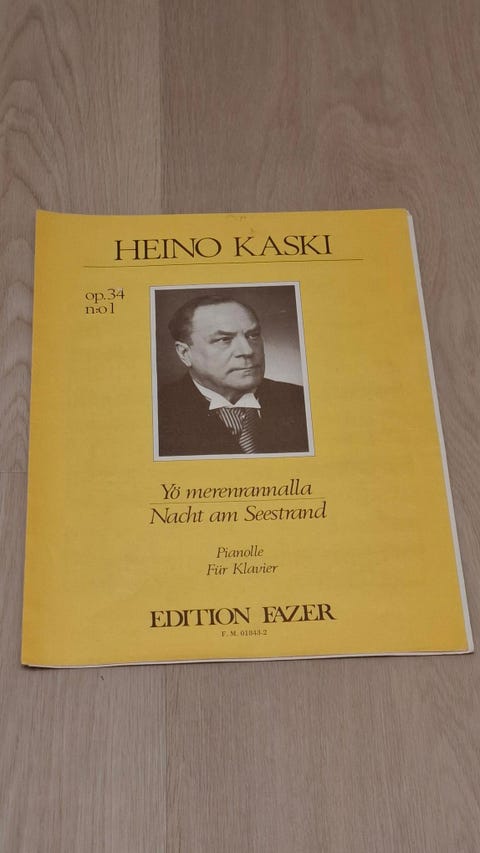 HEINO KASKI
op.34
n:o1
Yö merenrannalla
Nacht am Seestrand
Pianolle
Für Klavier
EDITION FAZER
F. M. 01843-2